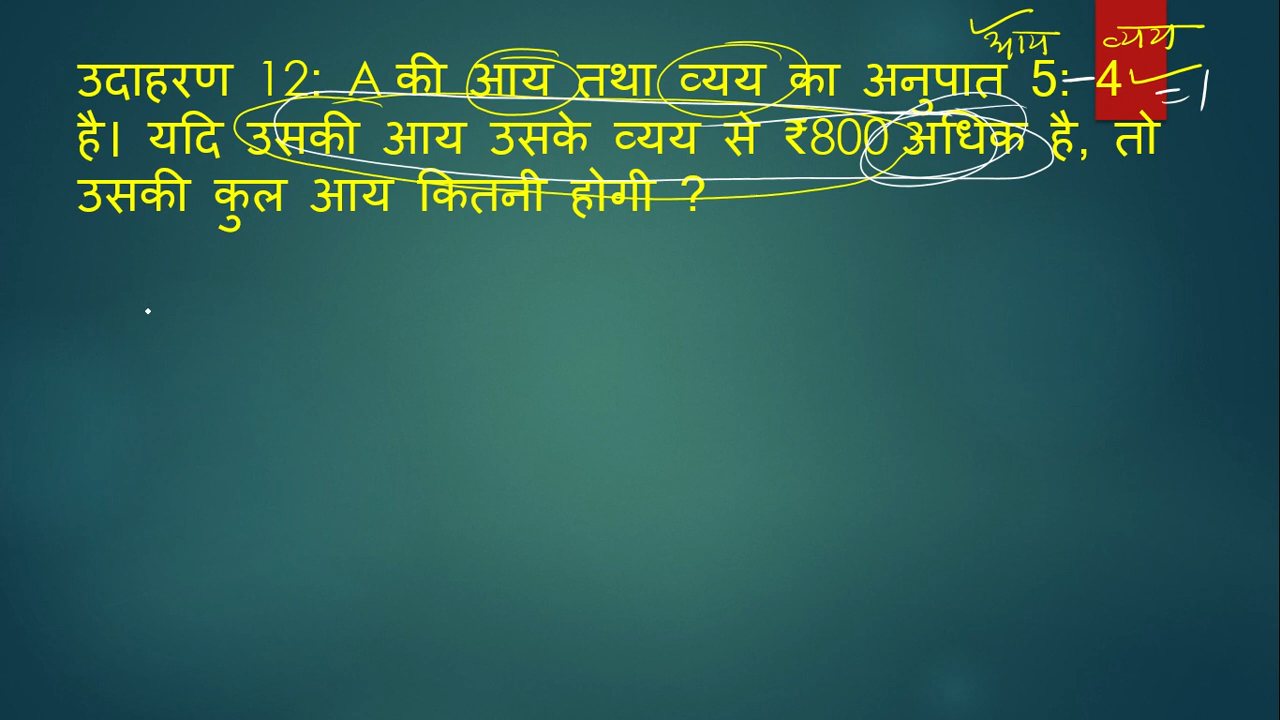 आय व्यय
उदाहरण 12: A की आय तथा व्यय का अनुपात 5:-4 =1
है। यदि उसकी आय उसके व्यय से ₹800 अधिक है, तो
उसकी कुल आय कितनी होगी ?